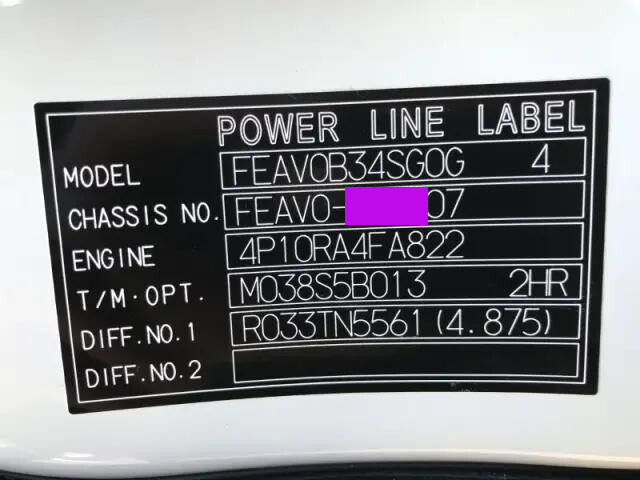 POWER LINE LABEL
MODEL FEAV0B34SG0G 4
CHASSIS NO. FEAV0- 07
ENGINE 4P10RA4FA822
T/M·OPT. M038S5B013 2HR
DIFF.NO.1 R033TN5561(4.875)
DIFF.NO.2